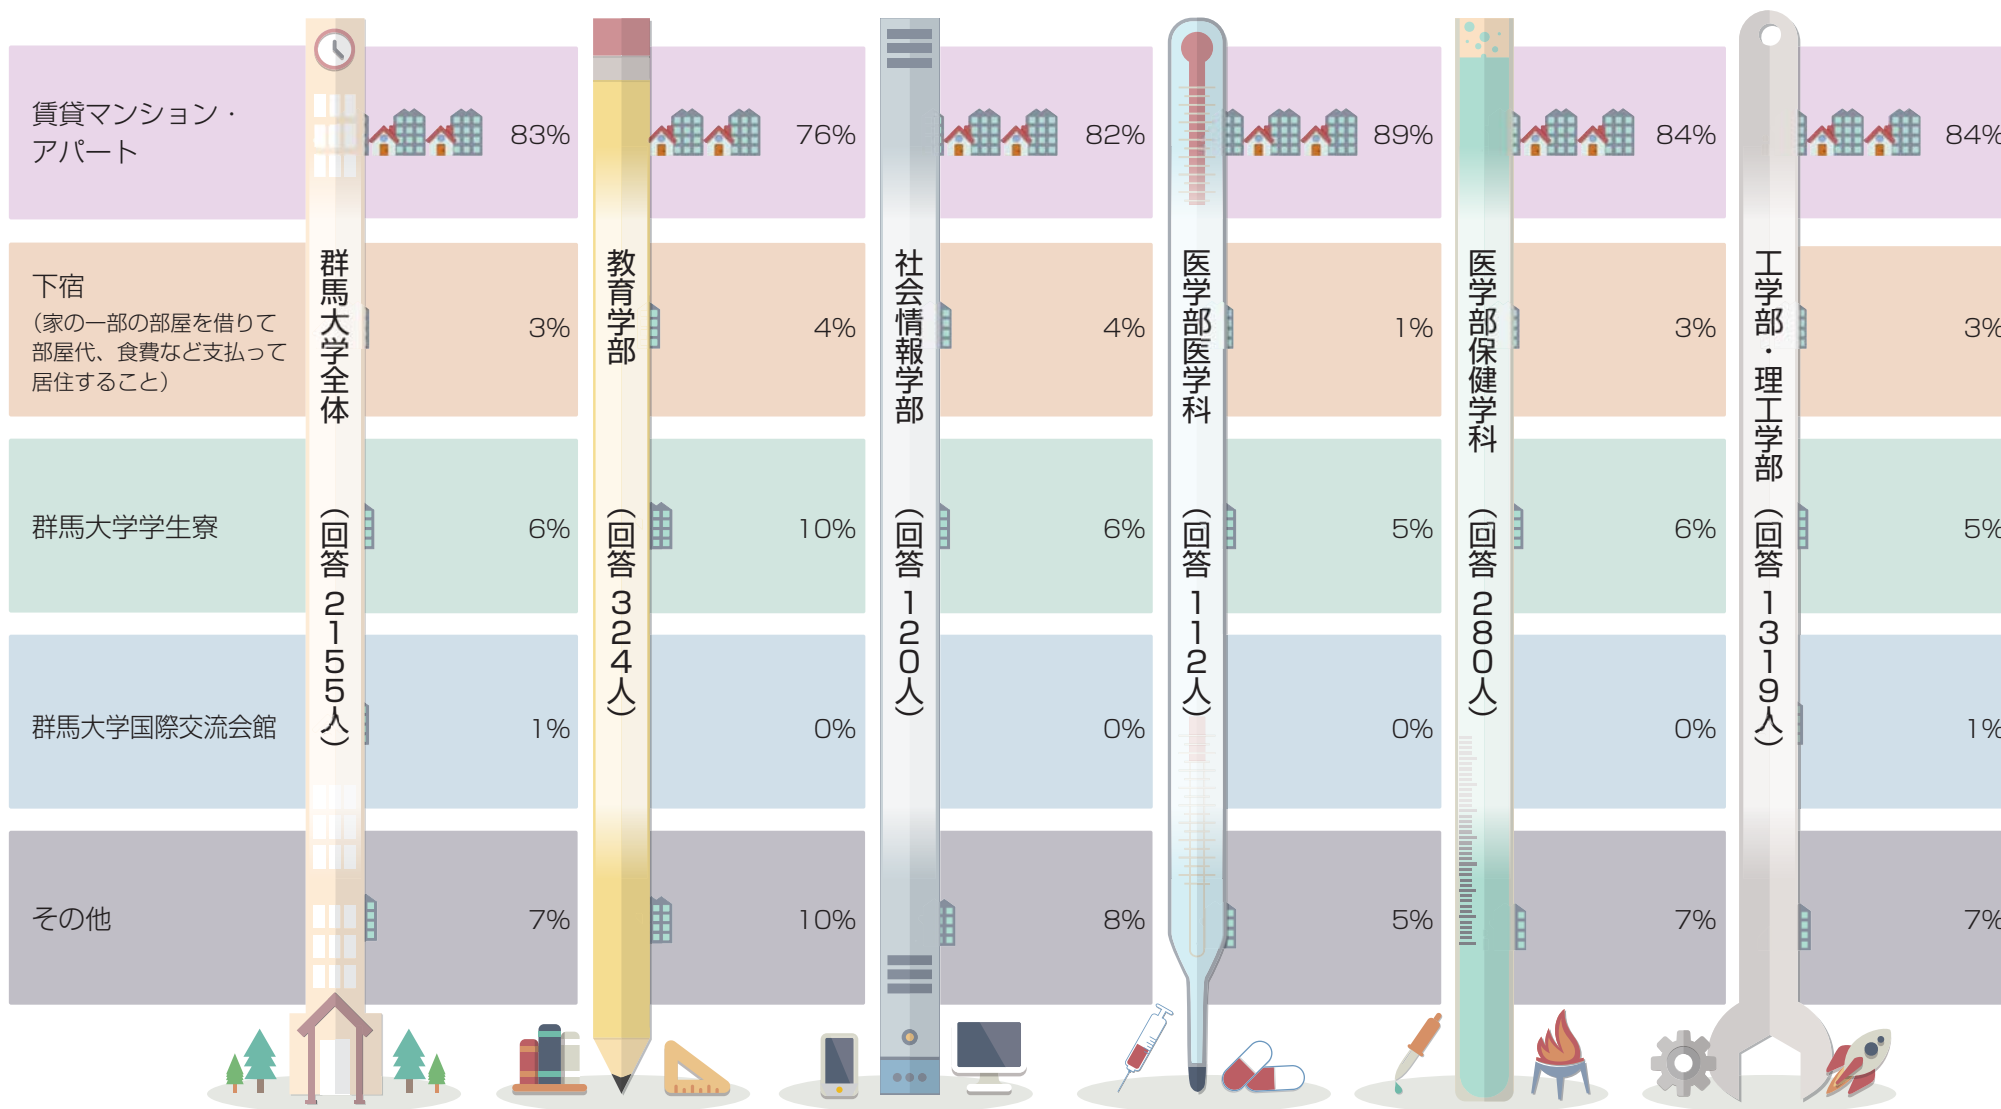 賃貸マンション・
アパート
83%
76%
82%
89%
84%
84%
下宿
(家の一部の部屋を借りて
部屋代、食費など支払って
居住すること)
3%
4%
4%
1%
3%
3%
群馬大学学生寮
6%
10%
6%
5%
6%
5%
群馬大学国際交流会館
1%
0%
0%
0%
0%
1%
その他
7%
10%
8%
5%
7%
7%
群馬大学全体 (回答 2155人)
教育学部 (回答 324人)
社会情報学部 (回答 120人)
医学部医学科 (回答 112人)
医学部保健学科 (回答 280人)
工学部・理工学部 (回答 1319人)